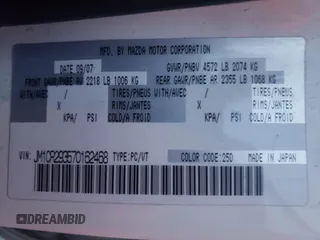 MFD. BY MAZDA MOTOR CORPORATION
DATE 09/07 GVWR/PNBV 4572 LB 2074 KG
FRONT GAWR/PNBE AV 2218 LB 1006 KG REAR GAWR/PNBE AR 2355 LB 1068 KG
WITH/AVEC / TIRES/PNEUS WITH/AVEC / TIRES/PNEUS
X RIMS/JANTES X RIMS/JANTES
KPA/ PSI COLD/A FROID KPA/ PSI COLD/A FROID
VIN: JM1CR293570162458 TYPE:PC/VT COLOR CODE:25D MADE IN JAPAN
DREAMBID